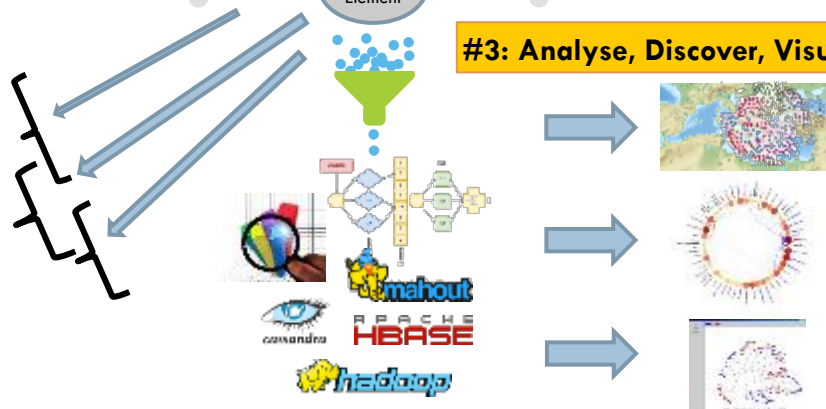 Element
#3: Analyse, Discover, Visu
mahout
cassandra
APACHE
HBASE
hadoop